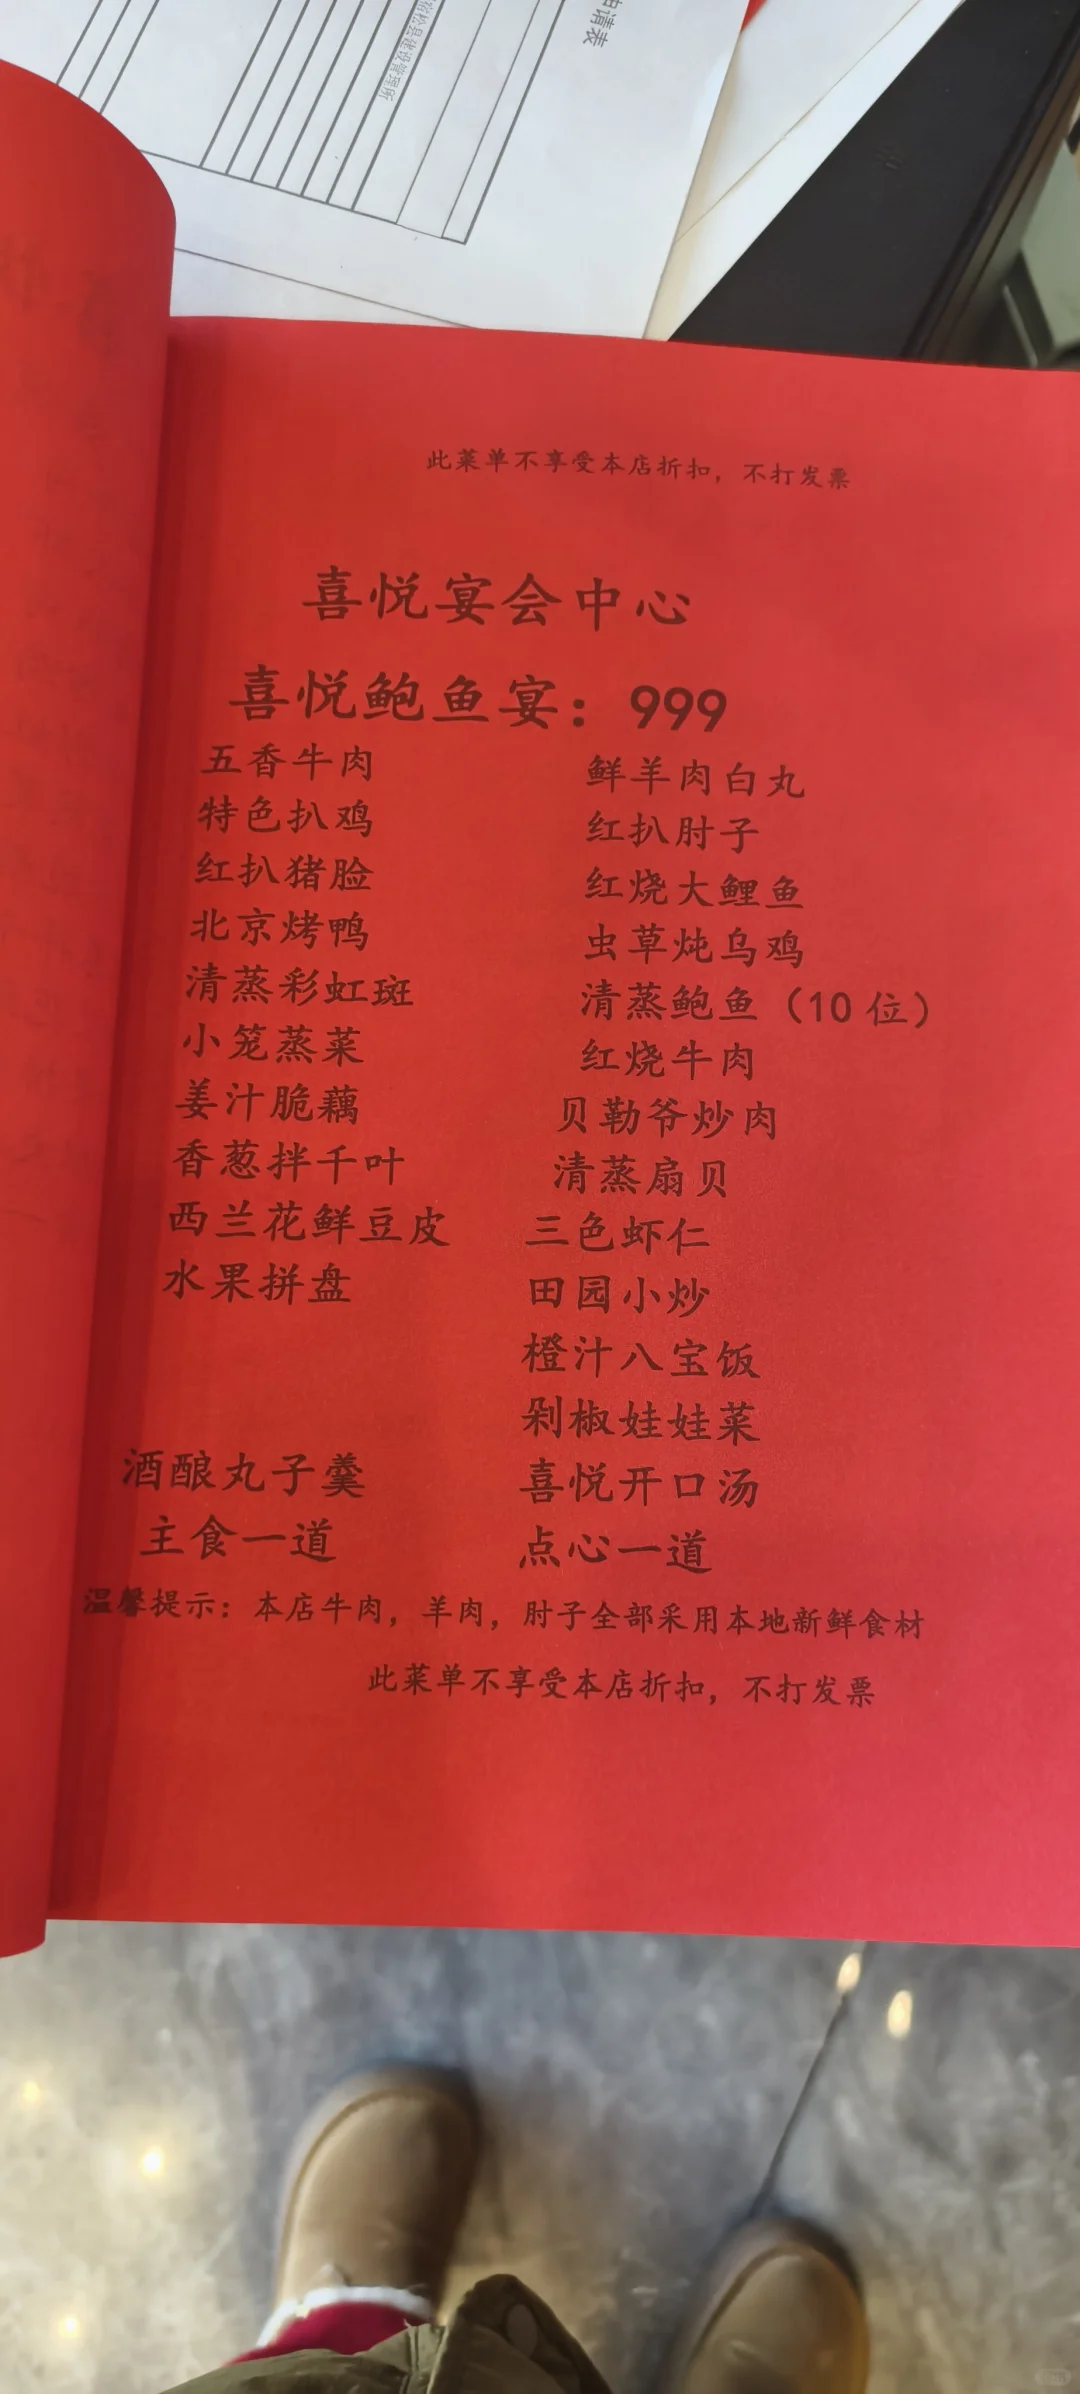 申请表
此菜单不享受本店折扣，不打发票
喜悦宴会中心
喜悦鲍鱼宴：999
五香牛肉 鲜羊肉白丸
特色扒鸡 红扒肘子
红扒猪脸 红烧大鲤鱼
北京烤鸭 虫草炖乌鸡
清蒸彩虹斑 清蒸鲍鱼（10位）
小笼蒸菜 红烧牛肉
姜汁脆藕 贝勒爷炒肉
香葱拌千叶 清蒸扇贝
西兰花鲜豆皮 三色虾仁
水果拼盘 田园小炒
橙汁八宝饭
剁椒娃娃菜
酒酿丸子羹 喜悦开口汤
主食一道 点心一道
温馨提示：本店牛肉，羊肉，肘子全部采用本地新鲜食材
此菜单不享受本店折扣，不打发票